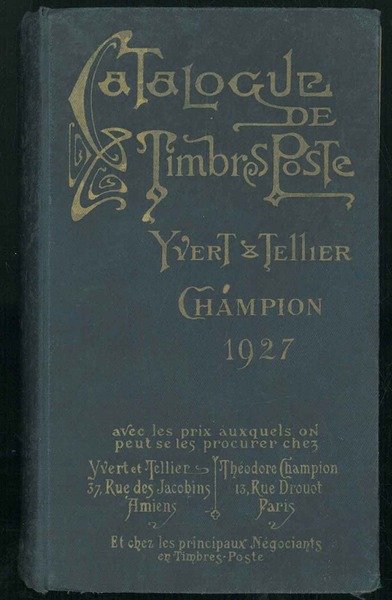 Catalogue
de
Timbres-Poste
Yvert & Tellier
Champion
1927
avec les prix auxquels on
peut se les procurer chez
Yvert et Tellier
37, Rue des Jacobins
Amiens
Théodore Champion
13, Rue Drouot
Paris
Et chez les principaux Négociants
en Timbres-Poste